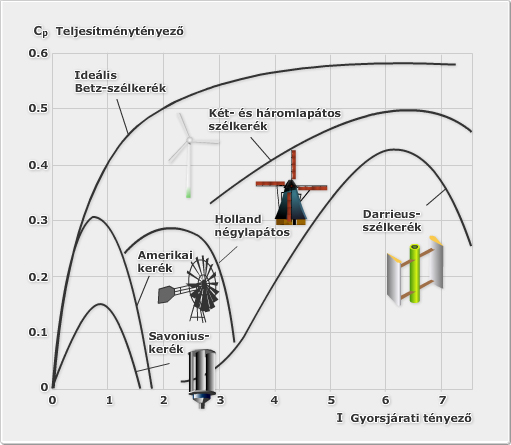 Cp Teljesítménytényező
0.6
Ideális
Betz-szélkerék
0.5
Két- és háromlapátos
szélkerék
0.4
0.3
Holland
négylapátos
Darrieus-
szélkerék
Amerikai
kerék
0.2
0.1
Savonius-
kerék
0
0 1 2 3 4 5 6 7
I Gyorsjárati tényező